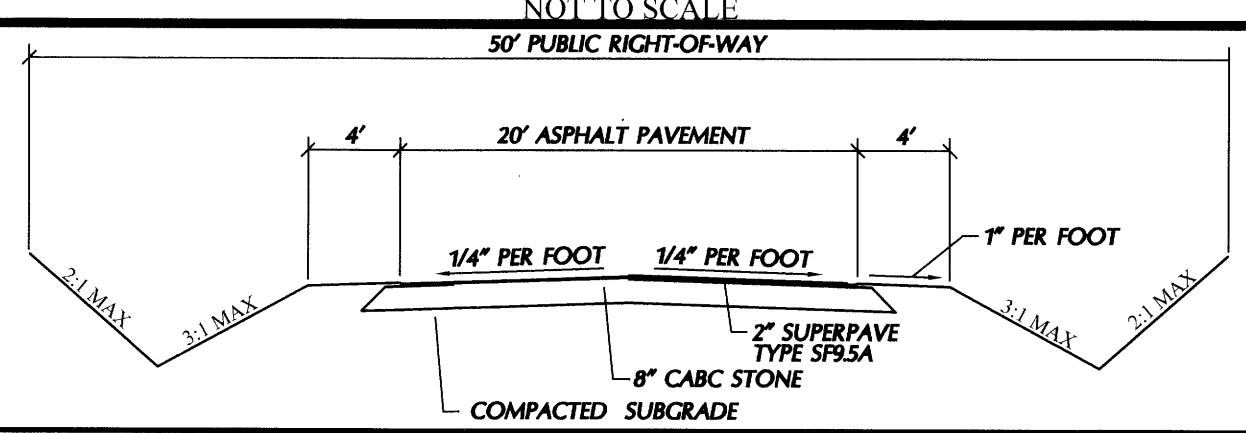 NOT TO SCALE
50' PUBLIC RIGHT-OF-WAY
4'
20' ASPHALT PAVEMENT
4'
1" PER FOOT
1/4" PER FOOT
1/4" PER FOOT
2:1 MAX
3:1 MAX
3:1 MAX
2:1 MAX
2" SUPERPAVE
TYPE SF9.5A
8" CABC STONE
COMPACTED SUBGRADE